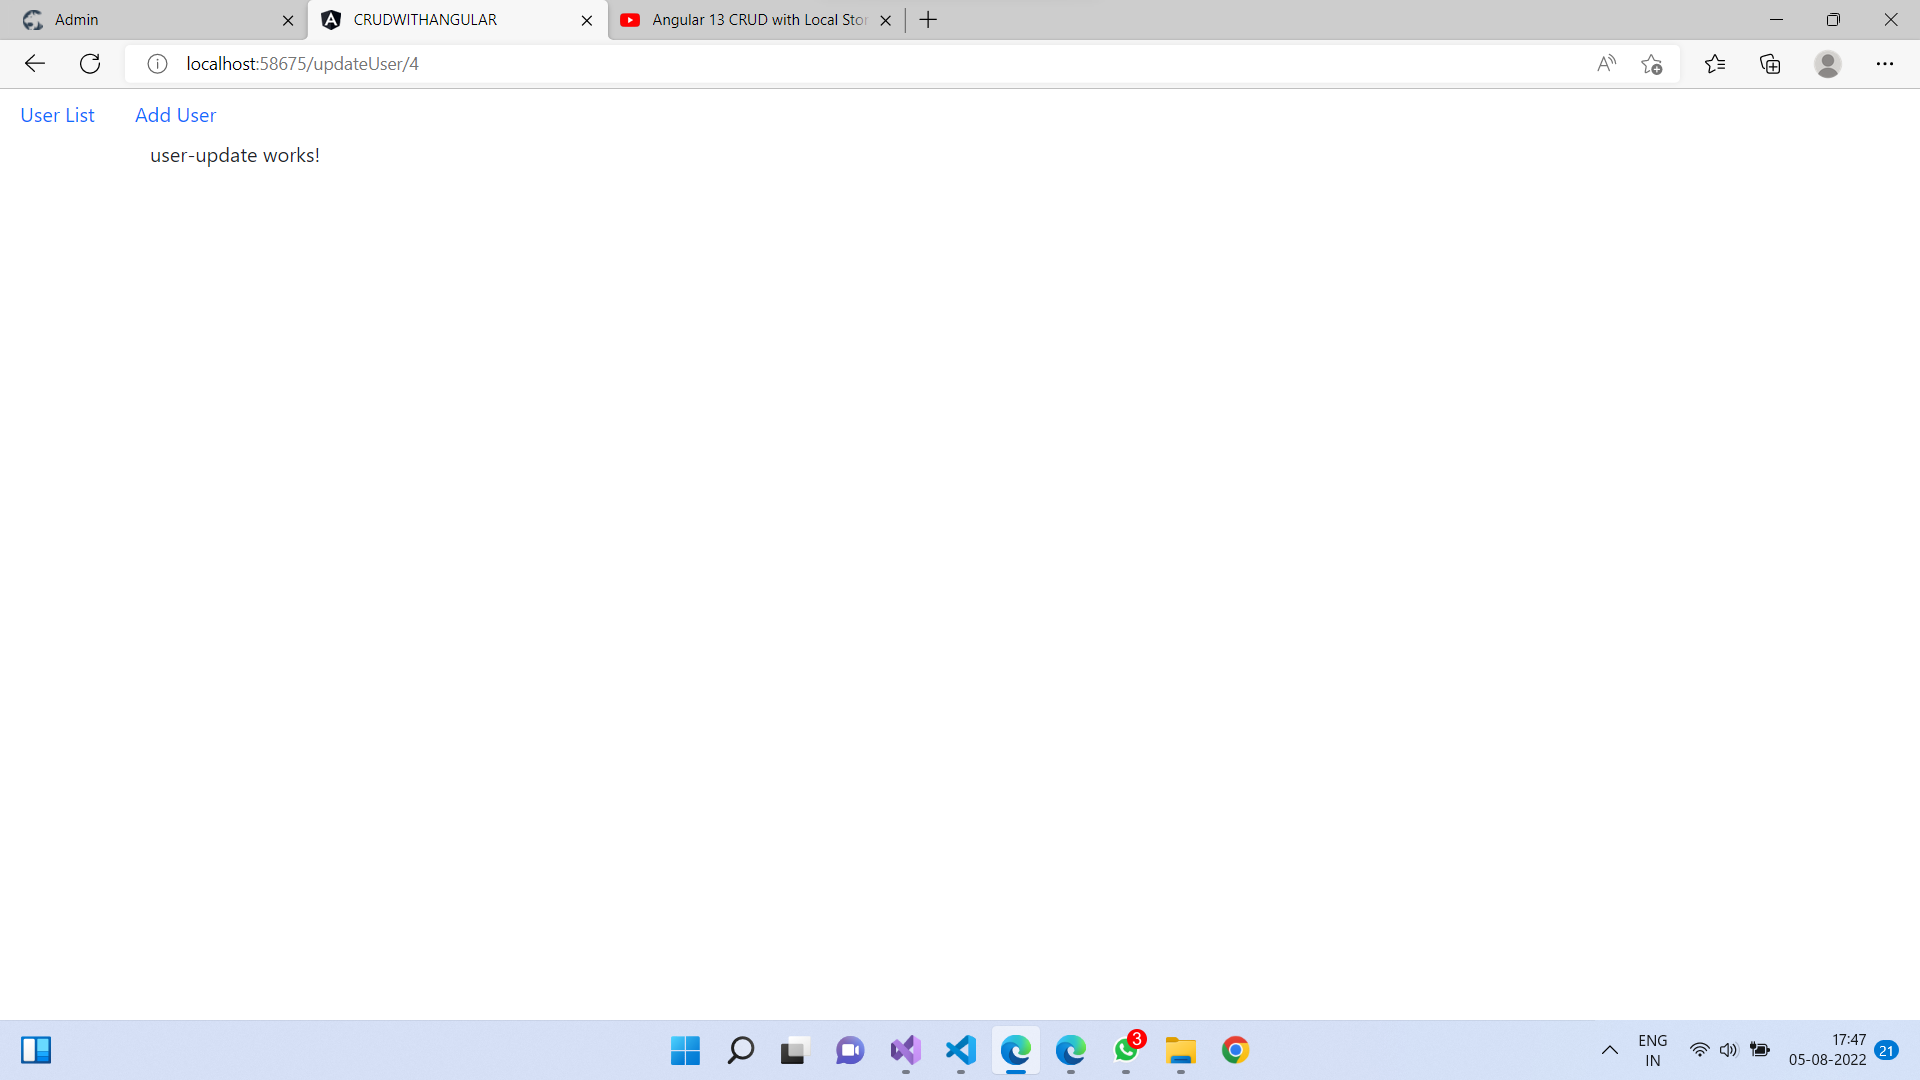 Admin
CRUDWITHANGULAR
Angular 13 CRUD with Local Stor
localhost:58675/updateUser/4
User List
Add User
user-update works!
3
ENG
IN
17:47
05-08-2022
21